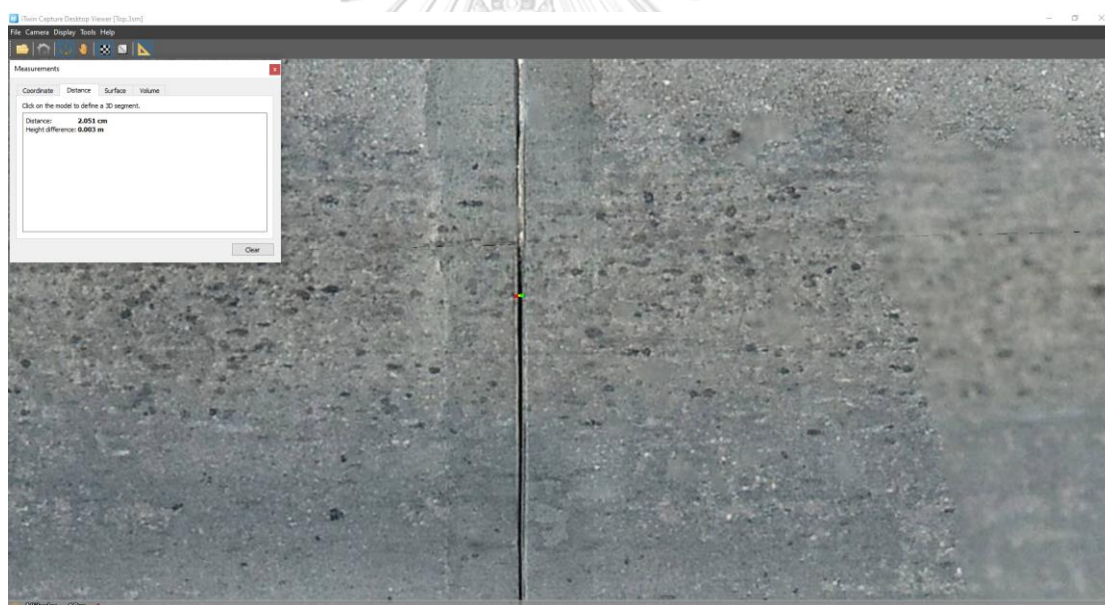 iTwin Capture Desktop Viewer [Top.3sm]
File Camera Display Tools Help
Measurements
x
Coordinate Distance Surface Volume
Click on the model to define a 3D segment.
Distance: 2.051 cm
Height difference: 0.003 m
Clear